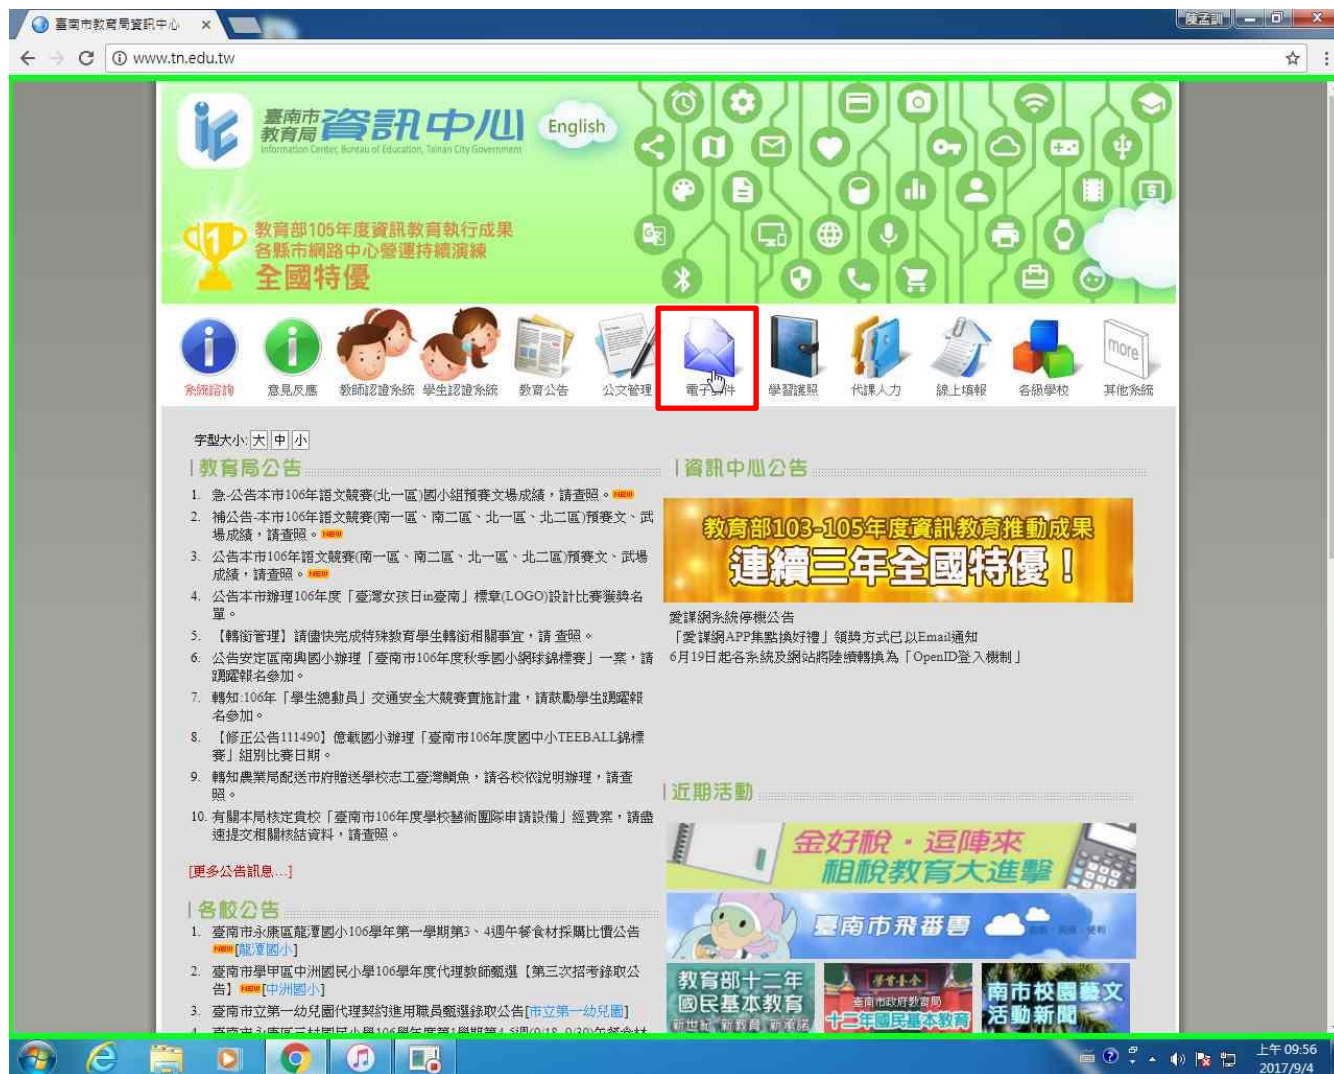 臺南市教育局資訊中心
陳孟訓
www.tn.edu.tw
臺南市
教育局 資訊中心 English
Information Center, Bureau of Education, Tainan City Government
教育部105年度資訊教育執行成果
各縣市網路中心營運持續演練
全國特優
more
系統諮詢 意見反應 教師認證系統 學生認證系統 教育公告 公文管理 電子郵件 學習護照 代課人力 線上填報 各級學校 其他系統
字型大小: 大 中 小
教育局公告
1. 急-公告本市106年語文競賽(北一區)國小組預賽文場成績,請查照。NEW
2. 補公告-本市106年語文競賽(南一區、南二區、北一區、北二區)預賽文、武
場成績,請查照。NEW
3. 公告本市106年語文競賽(南一區、南二區、北一區、北二區)預賽文、武場
成績,請查照。NEW
4. 公告本市辦理106年度「臺灣女孩日in臺南」標章(LOGO)設計比賽獲獎名
單。
5. 【轉銜管理】請儘快完成特殊教育學生轉銜相關事宜,請 查照。
6. 公告安定區南興國小辦理「臺南市106年度秋季國小網球錦標賽」一案,請
踴躍報名參加。
7. 轉知:106年「學生總動員」交通安全大競賽實施計畫,請鼓勵學生踴躍報
名參加。
8. 【修正公告111490】億載國小辦理「臺南市106年度國中小TEEBALL錦標
賽」組別比賽日期。
9. 轉知農業局配送市府贈送學校志工臺灣鯛魚,請各校依說明辦理,請查
照。
10. 有關本局核定貴校「臺南市106年度學校藝術團隊申請設備」經費案,請盡
速提交相關核結資料,請查照。
[更多公告訊息…]
各校公告
1. 臺南市永康區龍潭國小106學年第一學期第3、4週午餐食材採購比價公告
NEW[龍潭國小]
2. 臺南市學甲區中洲國民小學106學年度代理教師甄選【第三次招考錄取公
告】NEW[中洲國小]
3. 臺南市立第一幼兒園代理契約進用職員甄選錄取公告[市立第一幼兒園]
資訊中心公告
教育部103-105年度資訊教育推動成果
連續三年全國特優!
愛課網系統停機公告
「愛課網APP集點換好禮」領獎方式已以Email通知
6月19日起各系統及網站將陸續轉換為「OpenID登入機制」
近期活動
金好稅・逗陣來
租稅教育大進擊
臺南市飛番雲
教育部十二年
國民基本教育
新世紀 新教育 新承諾
臺南市政府教育局
十二年國民基本教育
南市校園藝文
活動新聞
上午 09:56
2017/9/4